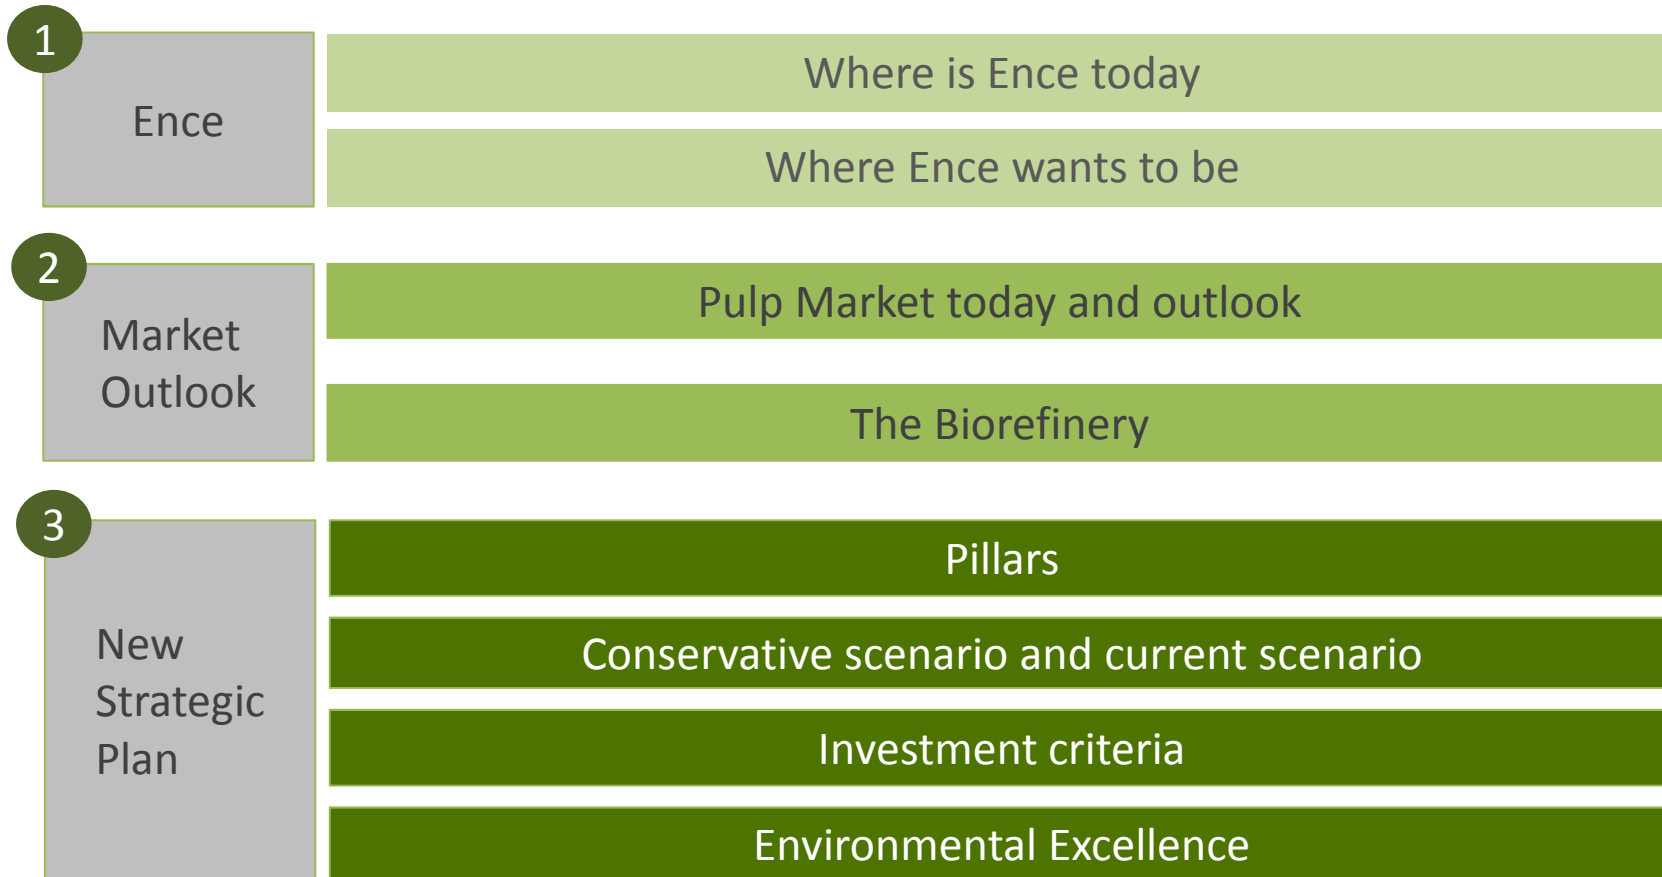 1
Ence
Where is Ence today
Where Ence wants to be
2
Market
Outlook
Pulp Market today and outlook
The Biorefinery
3
New
Strategic
Plan
Pillars
Conservative scenario and current scenario
Investment criteria
Environmental Excellence